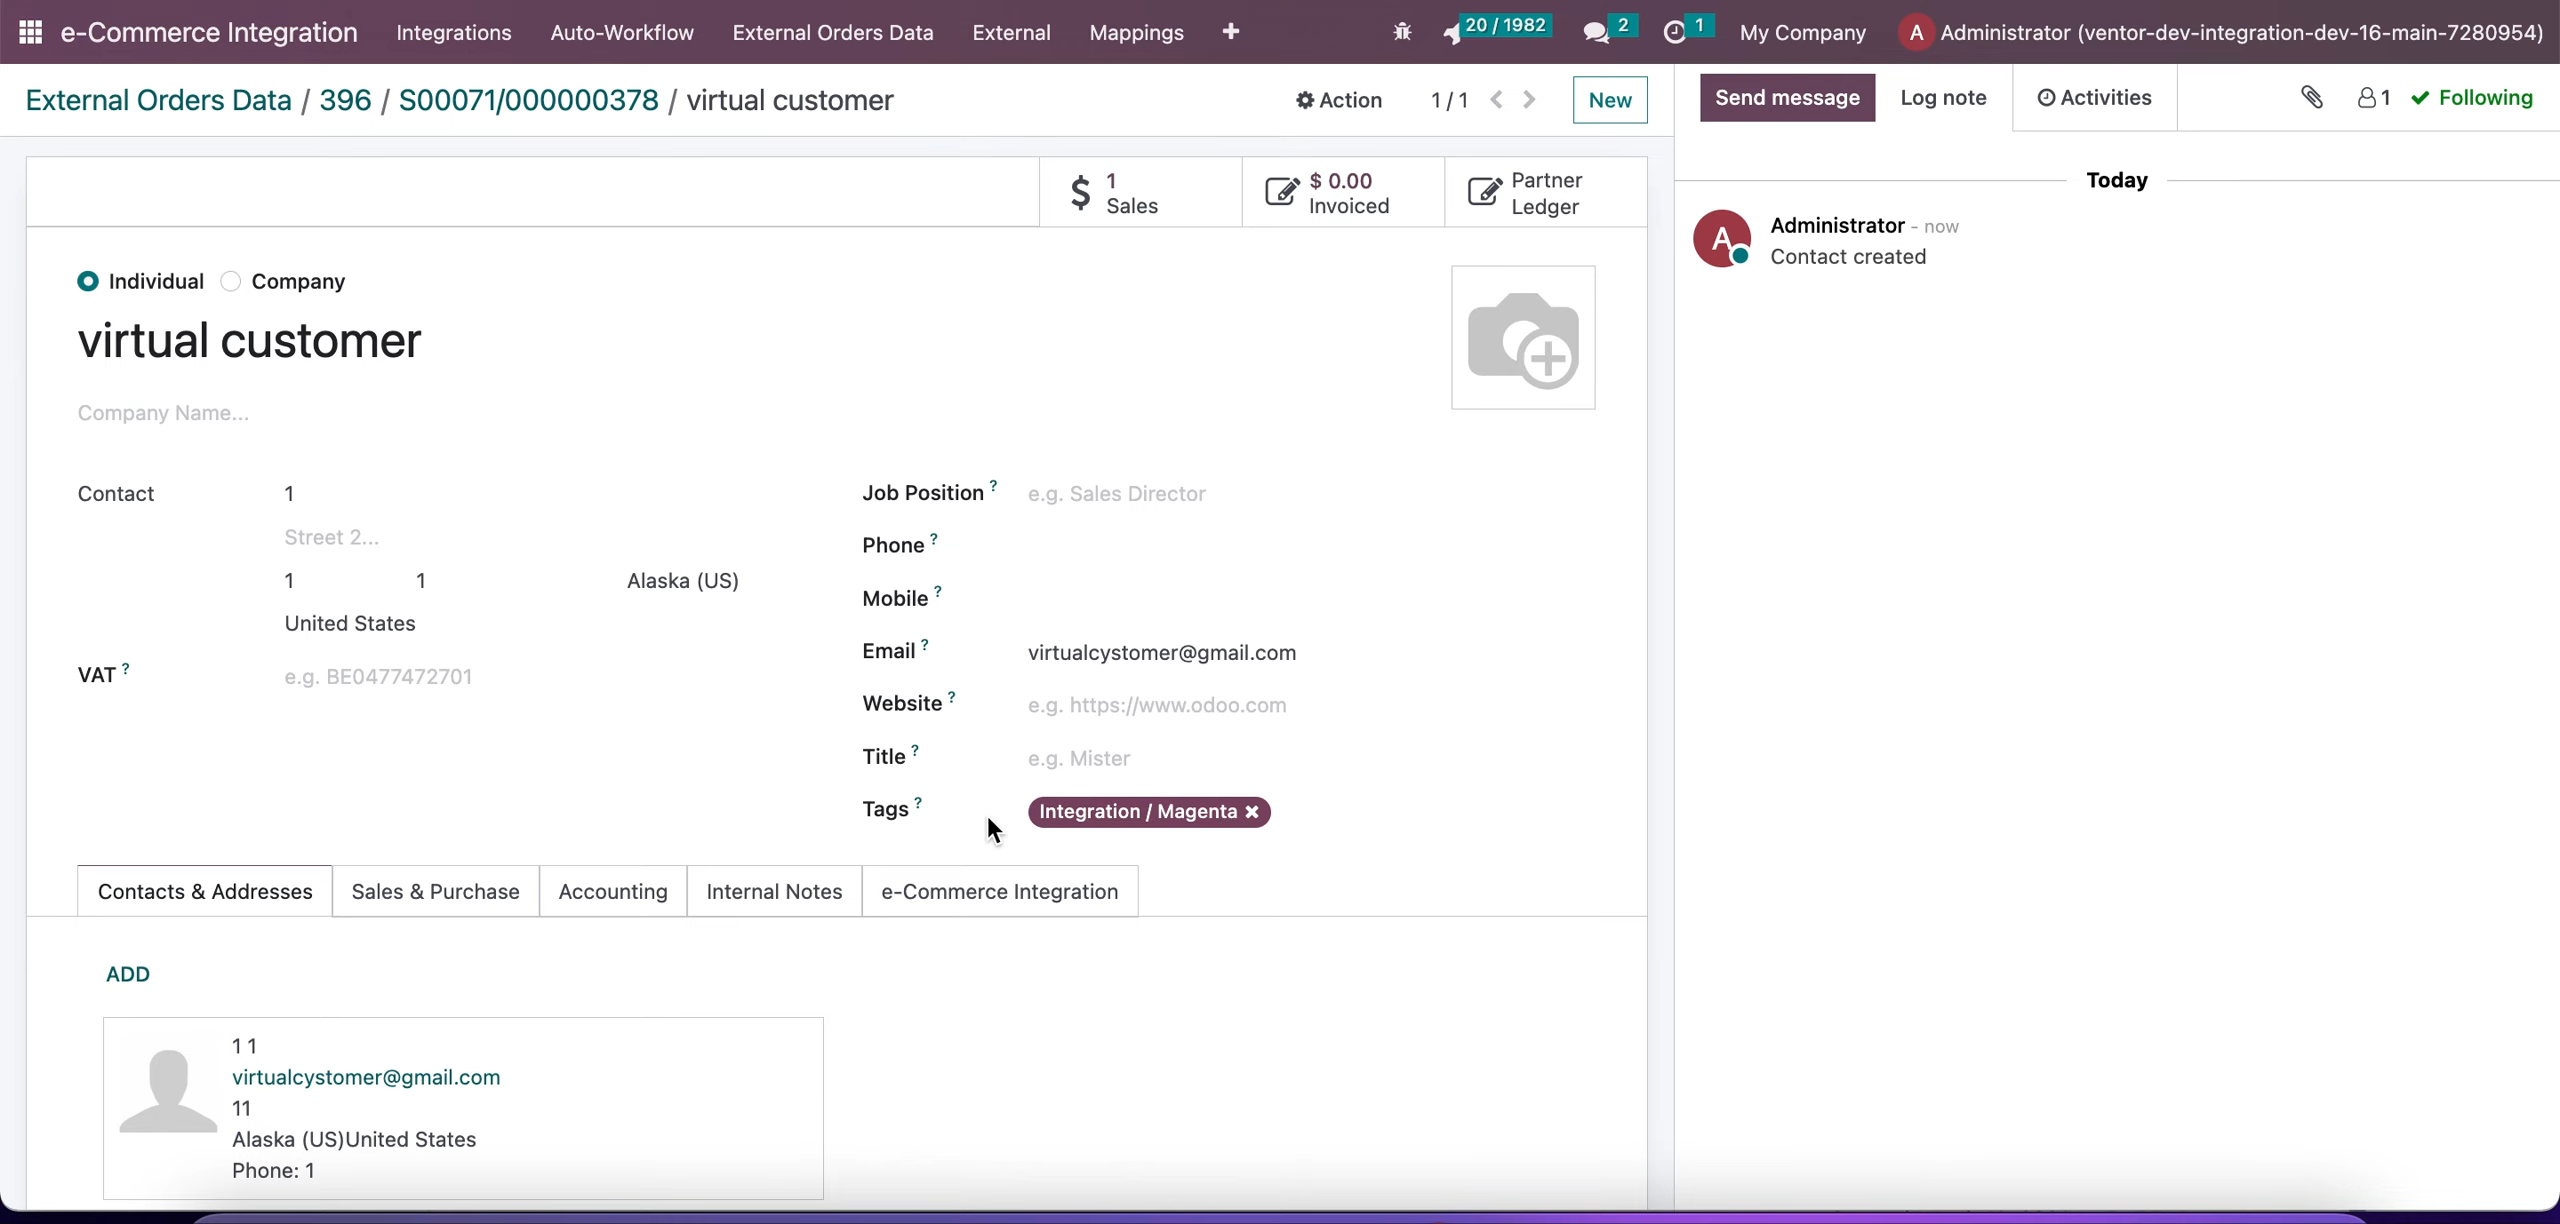 e-Commerce Integration Integrations Auto-Workflow External Orders Data External Mappings 20 / 1982 2 1 My Company A Administrator (ventor-dev-integration-dev-16-main-7280954)
External Orders Data / 396 / S00071/000000378 / virtual customer Action 1 / 1 New Send message Log note Activities 1 Following
$ 1 Sales
$ 0.00 Invoiced
Partner Ledger
Today
A Administrator - now
Contact created
Individual Company
virtual customer
Company Name...
Contact 1
Street 2...
1 1 Alaska (US)
United States
VAT ? e.g. BE0477472701
Job Position ? e.g. Sales Director
Phone ?
Mobile ?
Email ? virtualcystomer@gmail.com
Website ? e.g. https://www.odoo.com
Title ? e.g. Mister
Tags ? Integration / Magenta
Contacts & Addresses Sales & Purchase Accounting Internal Notes e-Commerce Integration
ADD
1 1
virtualcystomer@gmail.com
11
Alaska (US)United States
Phone: 1